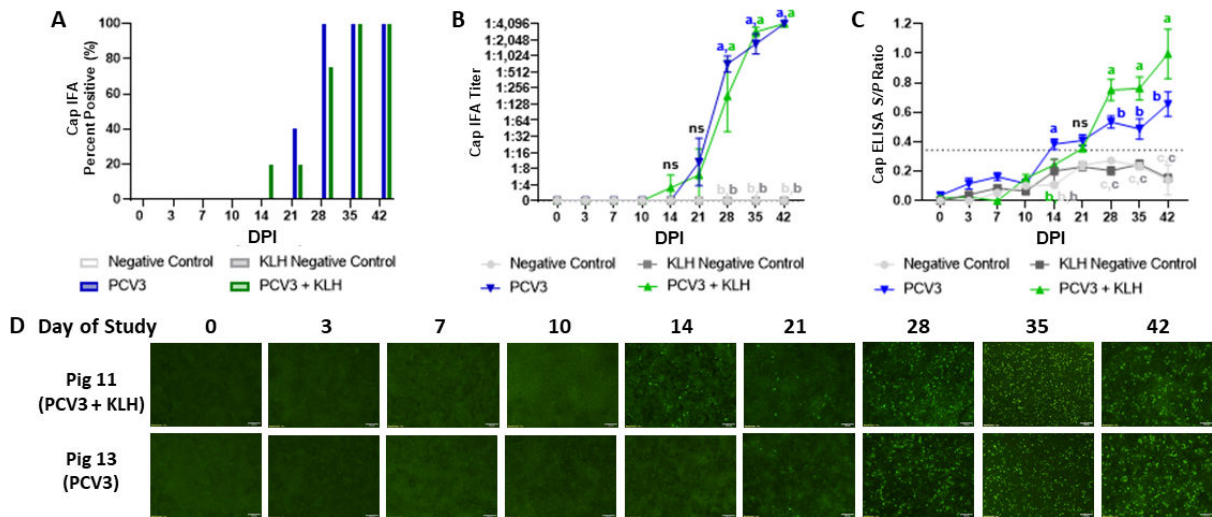 A
Cap IFA
Percent Positive (%)
100
80
60
40
20
0
0 3 7 10 14 21 28 35 42
DPI
Negative Control KLH Negative Control
PCV3 PCV3 + KLH
B
Cap IFA Titer
1:4,096
1:2,048
1:1,024
1:512
1:256
1:128
1:64
1:32
1:16
1:8
1:4
0
a,a
a,a
a,a
ns
ns
b,b b,b b,b
0 3 7 10 14 21 28 35 42
DPI
Negative Control KLH Negative Control
PCV3 PCV3 + KLH
C
Cap ELISA S/P Ratio
1.2
1.0
0.8
0.6
0.4
0.2
0.0
a
a a
b
b b
a ns
c,c
c,c c,c
b b,b
0 3 7 10 14 21 28 35 42
DPI
Negative Control KLH Negative Control
PCV3 PCV3 + KLH
D Day of Study 0 3 7 10 14 21 28 35 42
Pig 11
(PCV3 + KLH)
Pig 13
(PCV3)